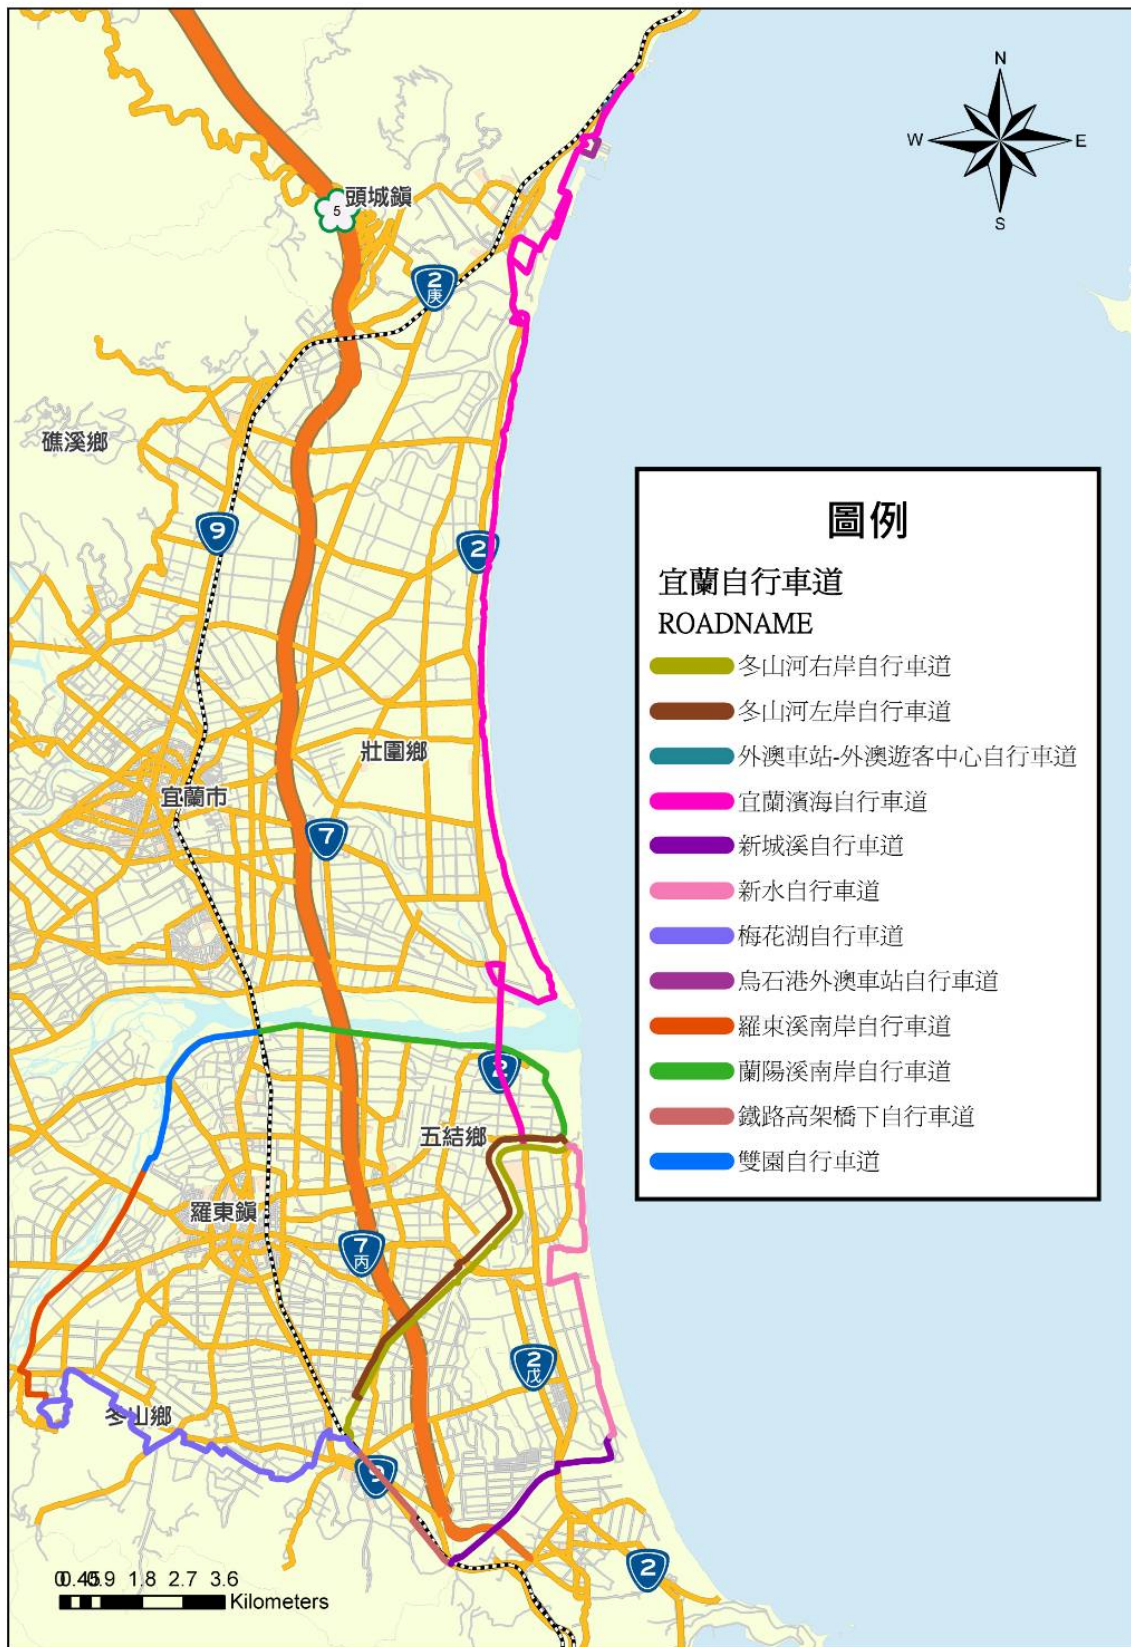 N
W
E
S
頭城鎮
5
2
庚
礁溪鄉
9
2
圖例
宜蘭自行車道
ROADNAME
冬山河右岸自行車道
冬山河左岸自行車道
外澳車站-外澳遊客中心自行車道
宜蘭濱海自行車道
新城溪自行車道
新水自行車道
梅花湖自行車道
烏石港外澳車站自行車道
羅東溪南岸自行車道
蘭陽溪南岸自行車道
鐵路高架橋下自行車道
雙園自行車道
壯圍鄉
宜蘭市
7
2
五結鄉
羅東鎮
7
丙
2
戊
冬山鄉
9
2
0 0.45 0.9 1.8 2.7 3.6
Kilometers